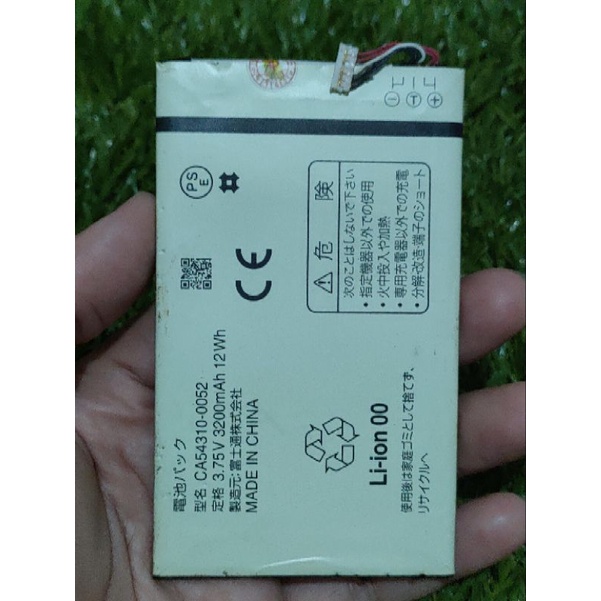 電池パック
型名 CA54310-0052
定格 3.75V 3200mAh 12Wh
製造元:富士通株式会社
MADE IN CHINA
PS
E
CE
危険
次のことはしないで下さい
・指定機器以外での使用
・火中投入や加熱
・専用充電器以外での充電
・分解・改造・端子のショート
Li-ion 00
使用後は家庭ゴミとして捨てず、
リサイクルへ
− T +